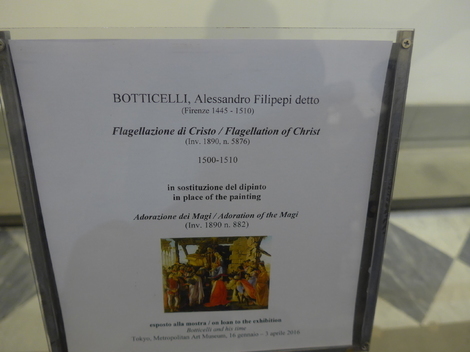 BOTTICELLI, Alessandro Filipepi detto
(Firenze 1445 - 1510)
Flagellazione di Cristo / Flagellation of Christ
(Inv. 1890, n. 5876)
1500-1510
in sostituzione del dipinto
in place of the painting
Adorazione dei Magi / Adoration of the Magi
(Inv. 1890 n. 882)
esposto alla mostra / on loan to the exhibition
Botticelli and his time
Tokyo, Metropolitan Art Museum, 16 gennaio – 3 aprile 2016